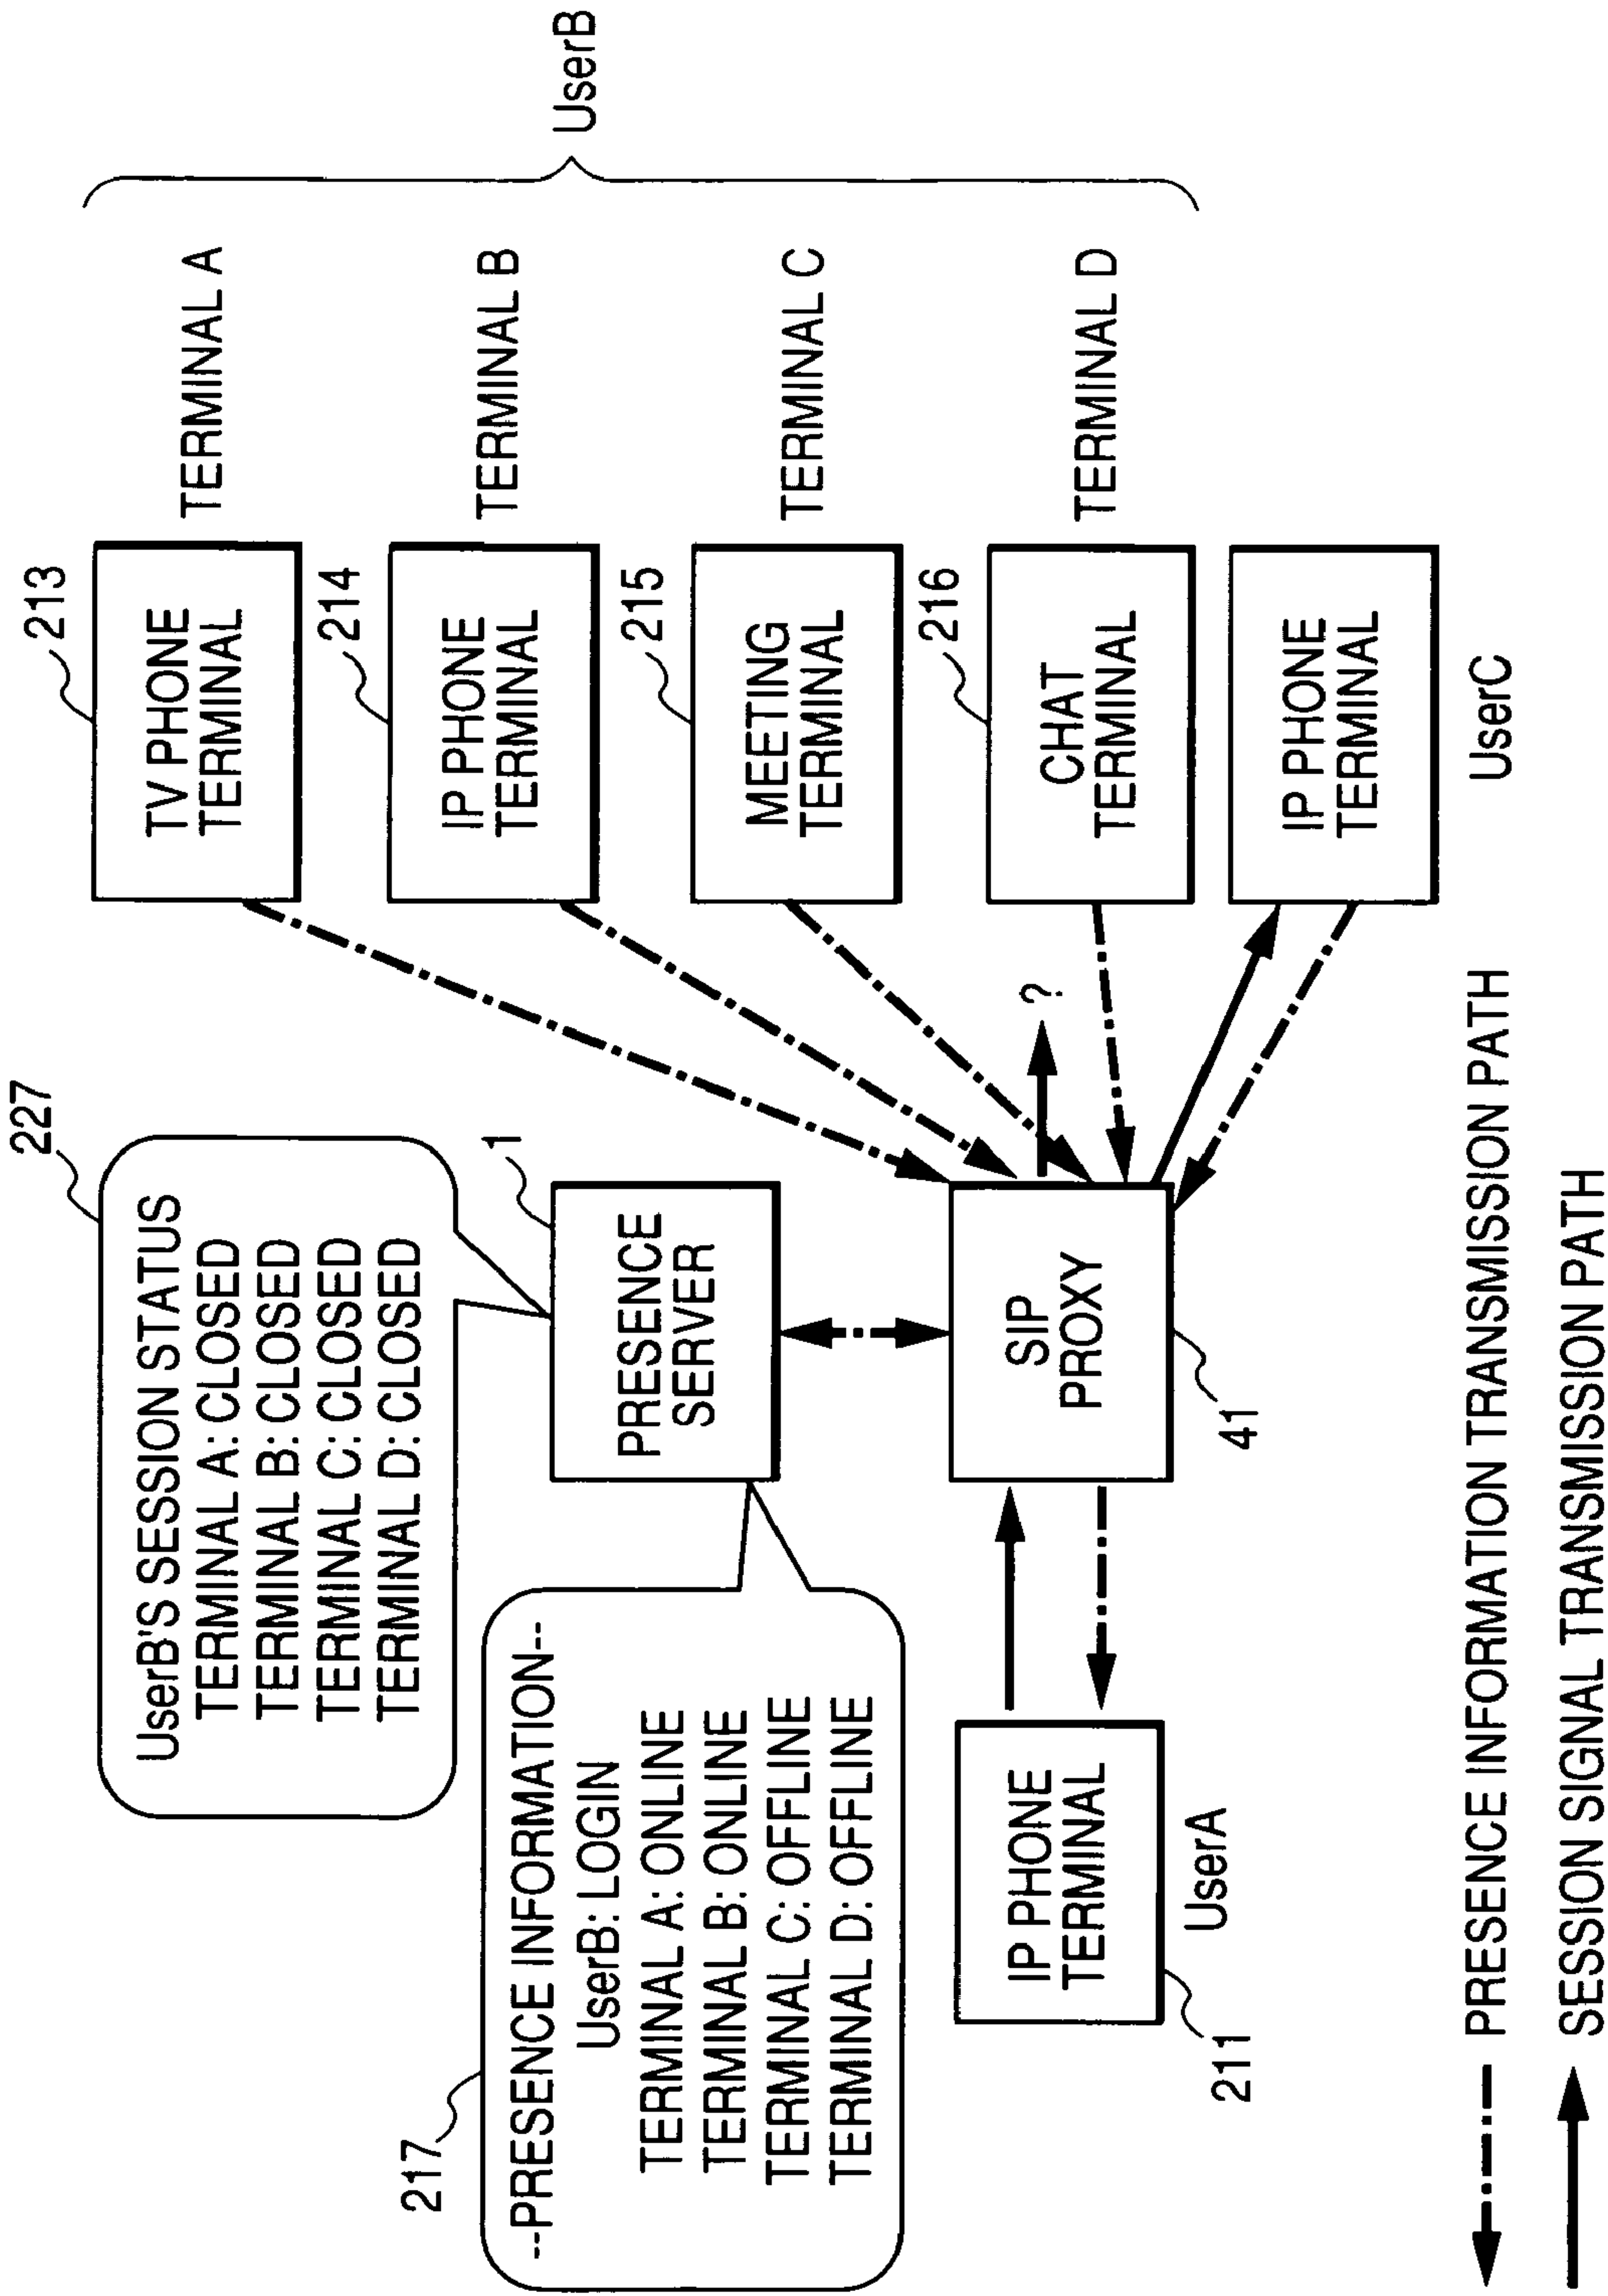 227
UserB'S SESSION STATUS
TERMINAL A: CLOSED
TERMINAL B: CLOSED
TERMINAL C: CLOSED
TERMINAL D: CLOSED
217
--PRESENCE INFORMATION--
UserB: LOGIN
TERMINAL A: ONLINE
TERMINAL B: ONLINE
TERMINAL C: OFFLINE
TERMINAL D: OFFLINE
1
PRESENCE
SERVER
SIP
PROXY
41
?
IP PHONE
TERMINAL
UserA
211
213
TV PHONE
TERMINAL
TERMINAL A
214
IP PHONE
TERMINAL
TERMINAL B
215
MEETING
TERMINAL
TERMINAL C
216
CHAT
TERMINAL
TERMINAL D
UserB
IP PHONE
TERMINAL
UserC
PRESENCE INFORMATION TRANSMISSION PATH
SESSION SIGNAL TRANSMISSION PATH